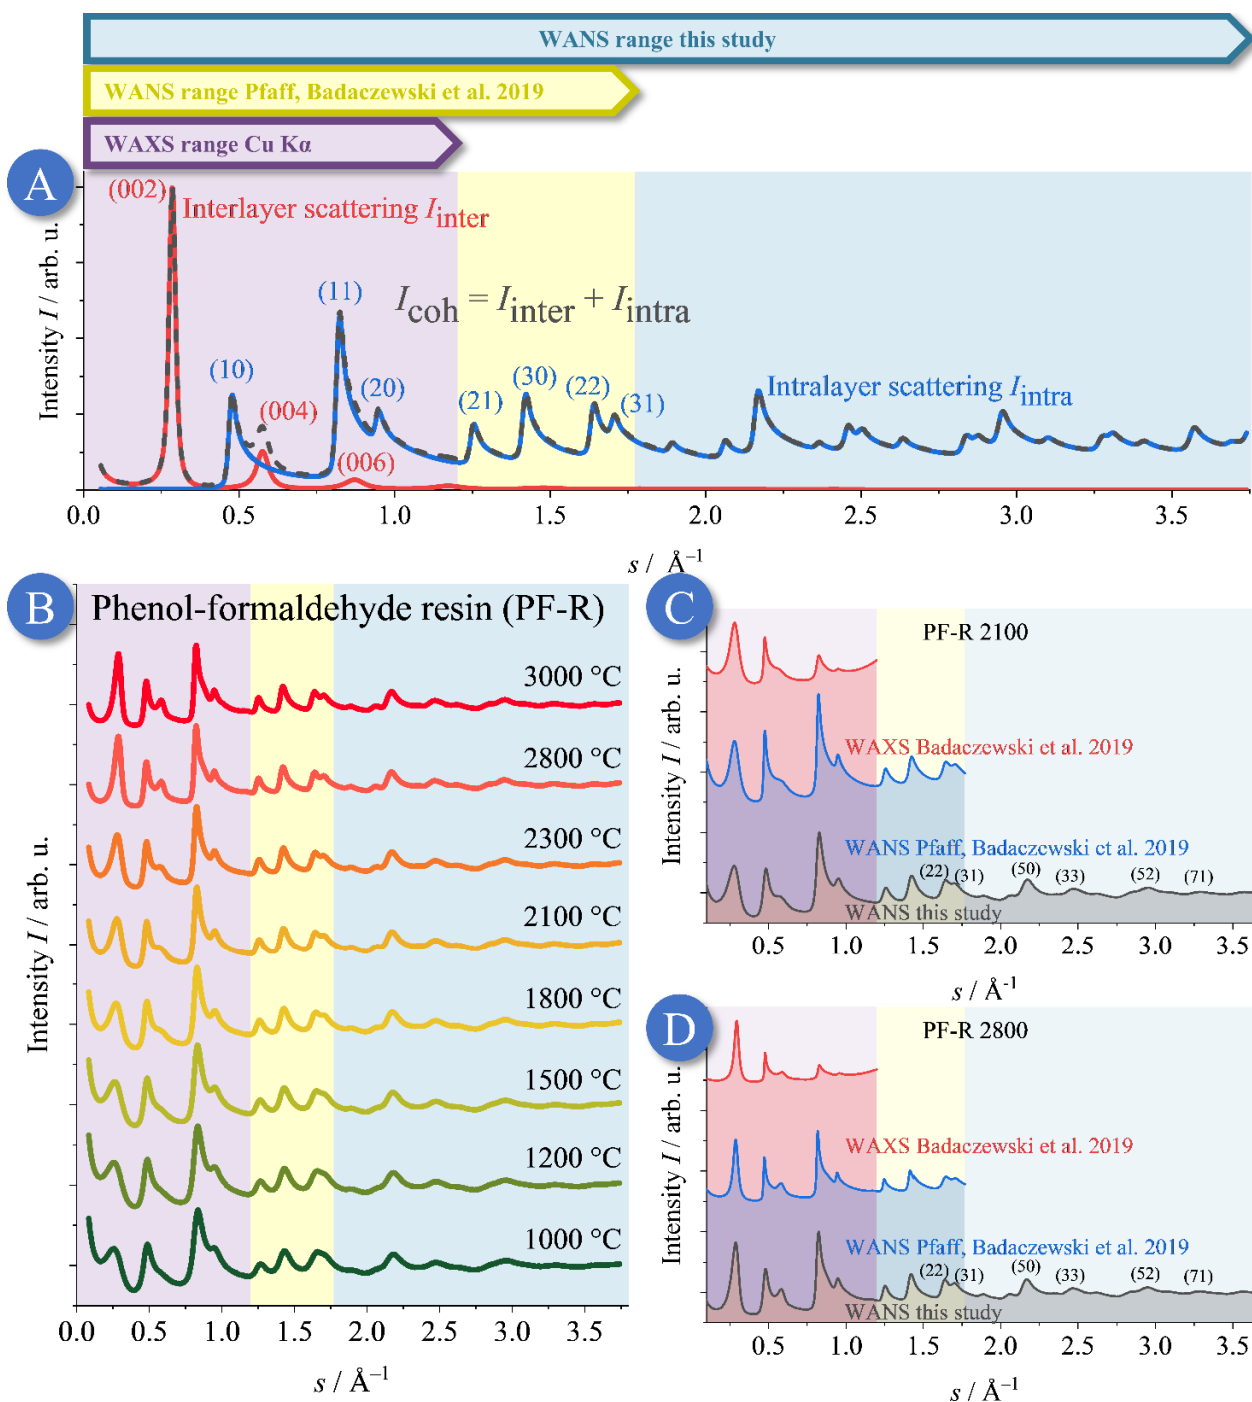 WANS range this study
WANS range Pfaff, Badaczewski et al. 2019
WAXS range Cu Kα
A
(002)
Interlayer scattering Iinter
(11)
Icoh = Iinter + Iintra
(10)
(20)
(004)
(21)
(30)
(22)
(31)
Intralayer scattering Iintra
(006)
Intensity I / arb. u.
0.0 0.5 1.0 1.5 2.0 2.5 3.0 3.5
s / Å–1
B
Phenol-formaldehyde resin (PF-R)
3000 °C
2800 °C
2300 °C
2100 °C
1800 °C
1500 °C
1200 °C
1000 °C
Intensity I / arb. u.
0.0 0.5 1.0 1.5 2.0 2.5 3.0 3.5
s / Å–1
C
PF-R 2100
WAXS Badaczewski et al. 2019
WANS Pfaff, Badaczewski et al. 2019
(22) (31) (50) (33) (52) (71)
WANS this study
Intensity I / arb. u.
0.5 1.0 1.5 2.0 2.5 3.0 3.5
s / Å-1
D
PF-R 2800
WAXS Badaczewski et al. 2019
WANS Pfaff, Badaczewski et al. 2019
(22) (31) (50) (33) (52) (71)
WANS this study
Intensity I / arb. u.
0.5 1.0 1.5 2.0 2.5 3.0 3.5
s / Å–1